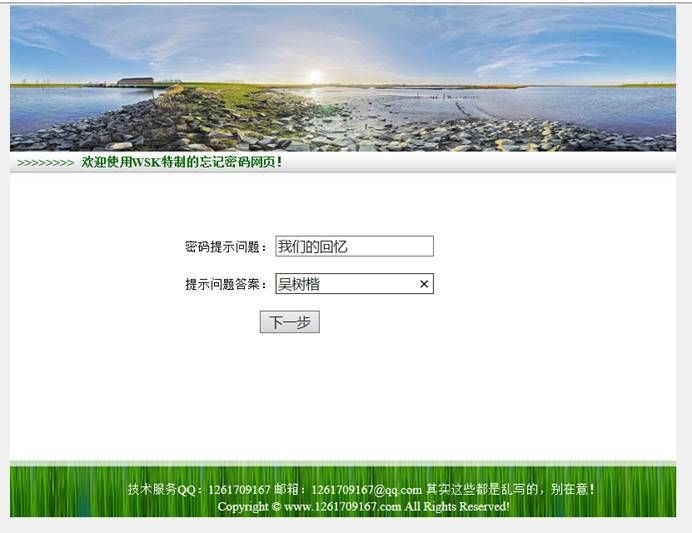 >>>>>>>> 欢迎使用WSK特制的忘记密码网页!
密码提示问题： 我们的回忆
提示问题答案： 吴树楷 ×
下一步
技术服务QQ：1261709167 邮箱：1261709167@qq.com 其实这些都是乱写的，别在意!
Copyright © www.1261709167.com All Rights Reserved!